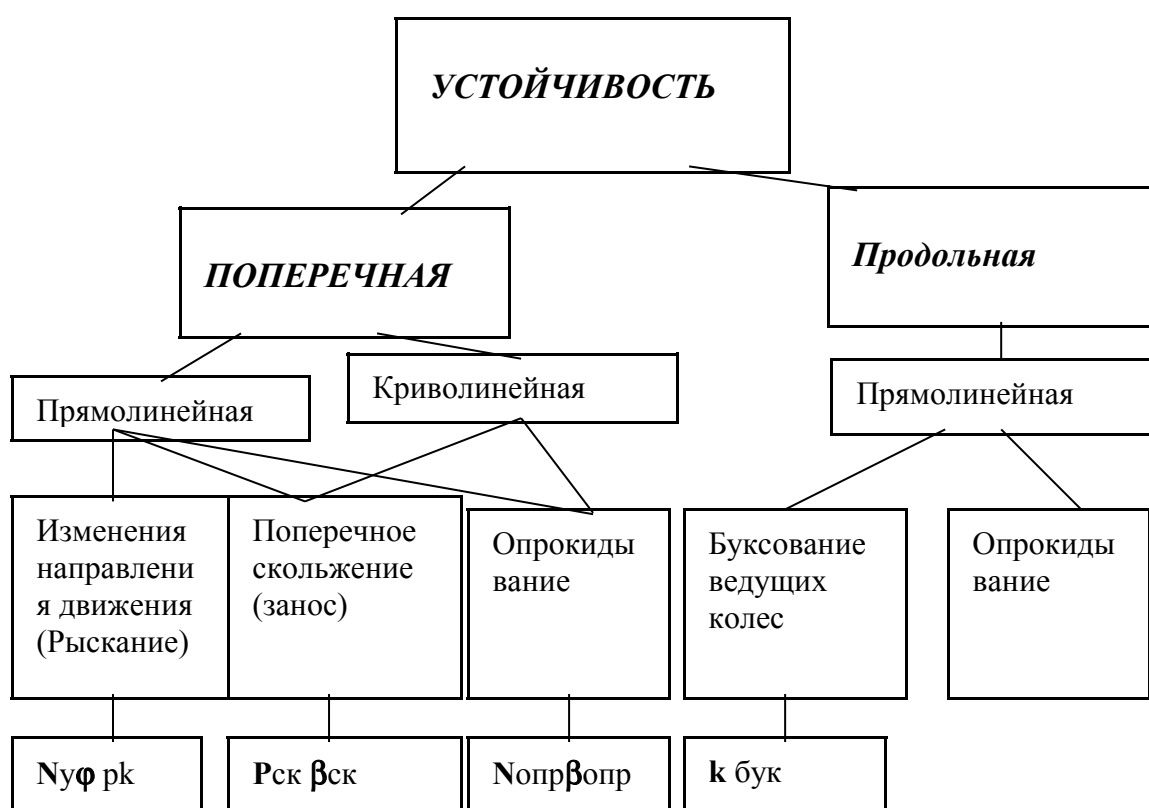 УСТОЙЧИВОСТЬ
ПОПЕРЕЧНАЯ
Продольная
Прямолинейная
Криволинейная
Прямолинейная
Изменения
направлени
я движения
(Рыскание)
Поперечное
скольжение
(занос)
Опрокиды
вание
Буксование
ведущих
колес
Опрокиды
вание
Nуφ pk
Pск βск
Nопрβопр
k бук